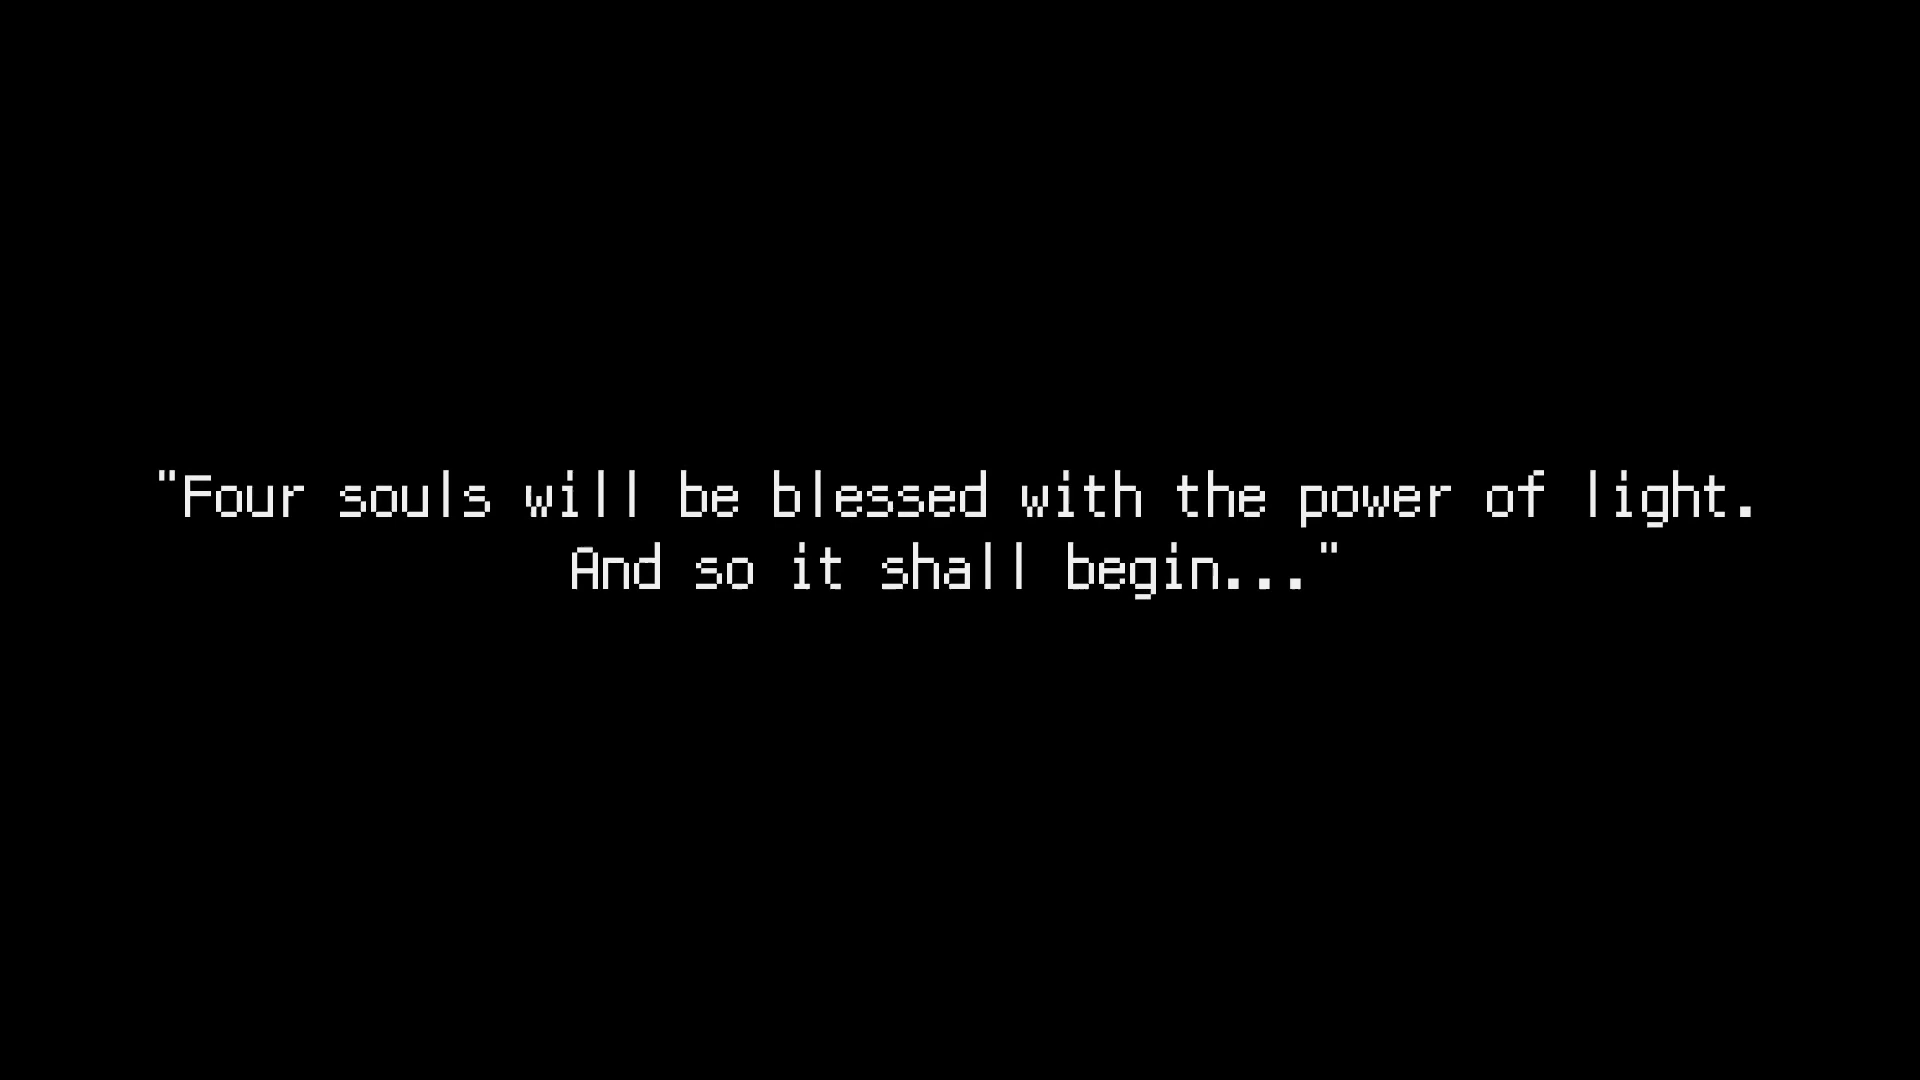 "Four souls will be blessed with the power of light.
And so it shall begin..."